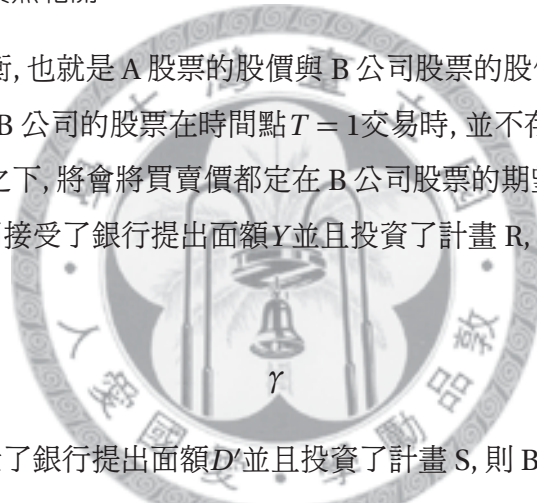 衡, 也就是 A 股票的股價與 B 公司股票的股
B 公司的股票在時間點T = 1交易時, 並不存
之下, 將會將買賣價都定在 B 公司股票的期
接受了銀行提出面額Y並且投資了計畫 R,
γ
了銀行提出面額D′並且投資了計畫 S, 則 B